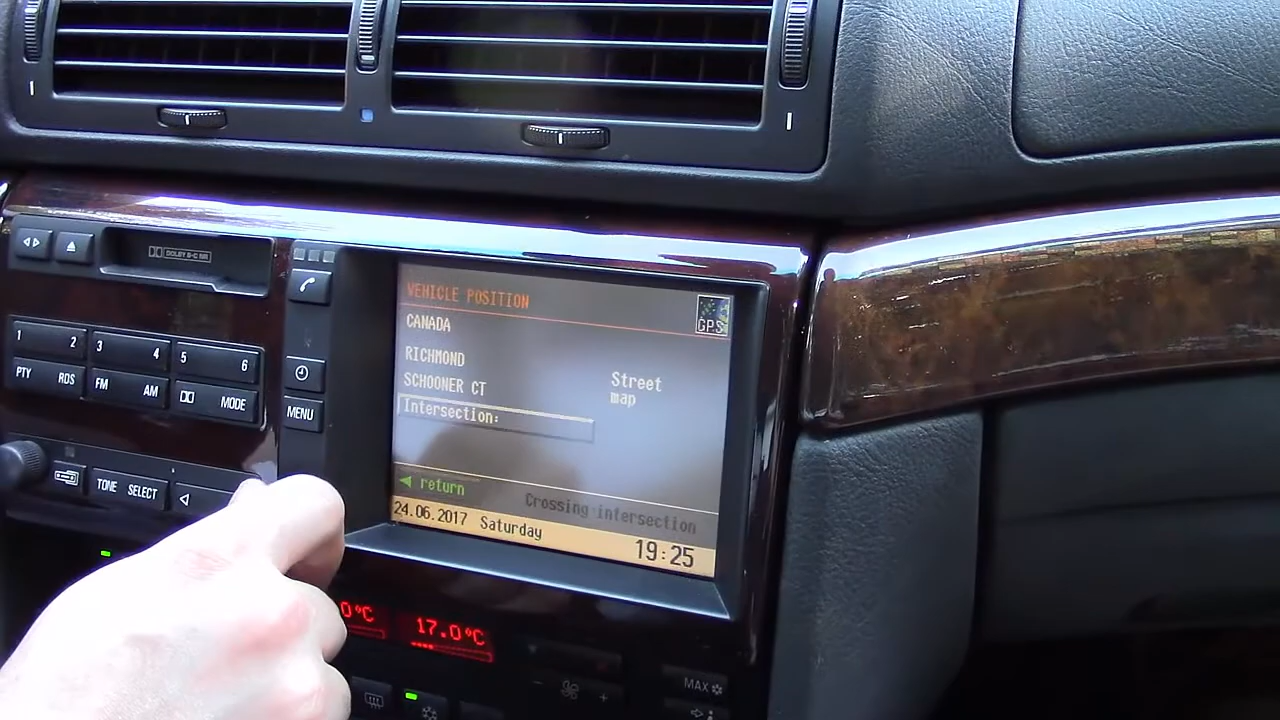 DOLBY B-C NR
1 2 3 4 5 6
PTY RDS FM AM MODE
MENU
TONE SELECT
VEHICLE POSITION
GPS
CANADA
RICHMOND
SCHOONER CT
Street
map
Intersection:
return
Crossing intersection
24.06.2017 Saturday 19:25
0°C 17.0°C
MAX